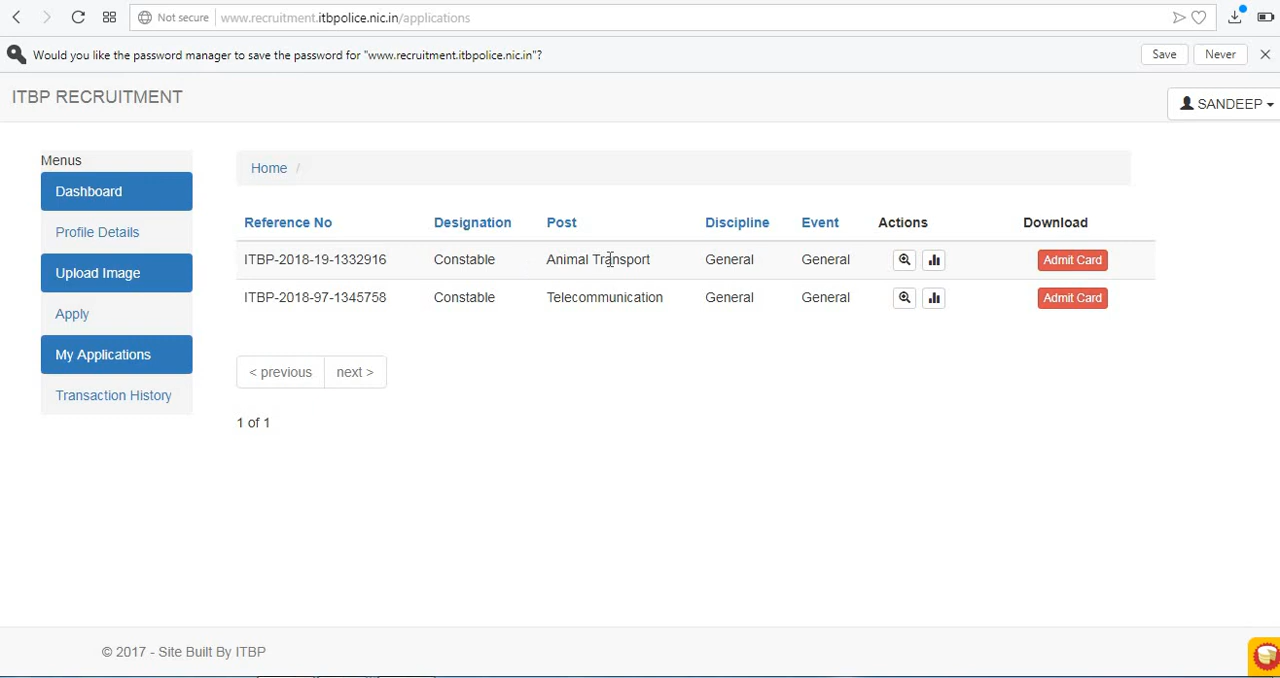 Not secure www.recruitment.itbpolice.nic.in/applications
Would you like the password manager to save the password for "www.recruitment.itbpolice.nic.in"? Save Never
ITBP RECRUITMENT
SANDEEP
Menus
Dashboard
Profile Details
Upload Image
Apply
My Applications
Transaction History
Home /
Reference No Designation Post Discipline Event Actions Download
ITBP-2018-19-1332916 Constable Animal Transport General General Admit Card
ITBP-2018-97-1345758 Constable Telecommunication General General Admit Card
< previous next >
1 of 1
© 2017 - Site Built By ITBP